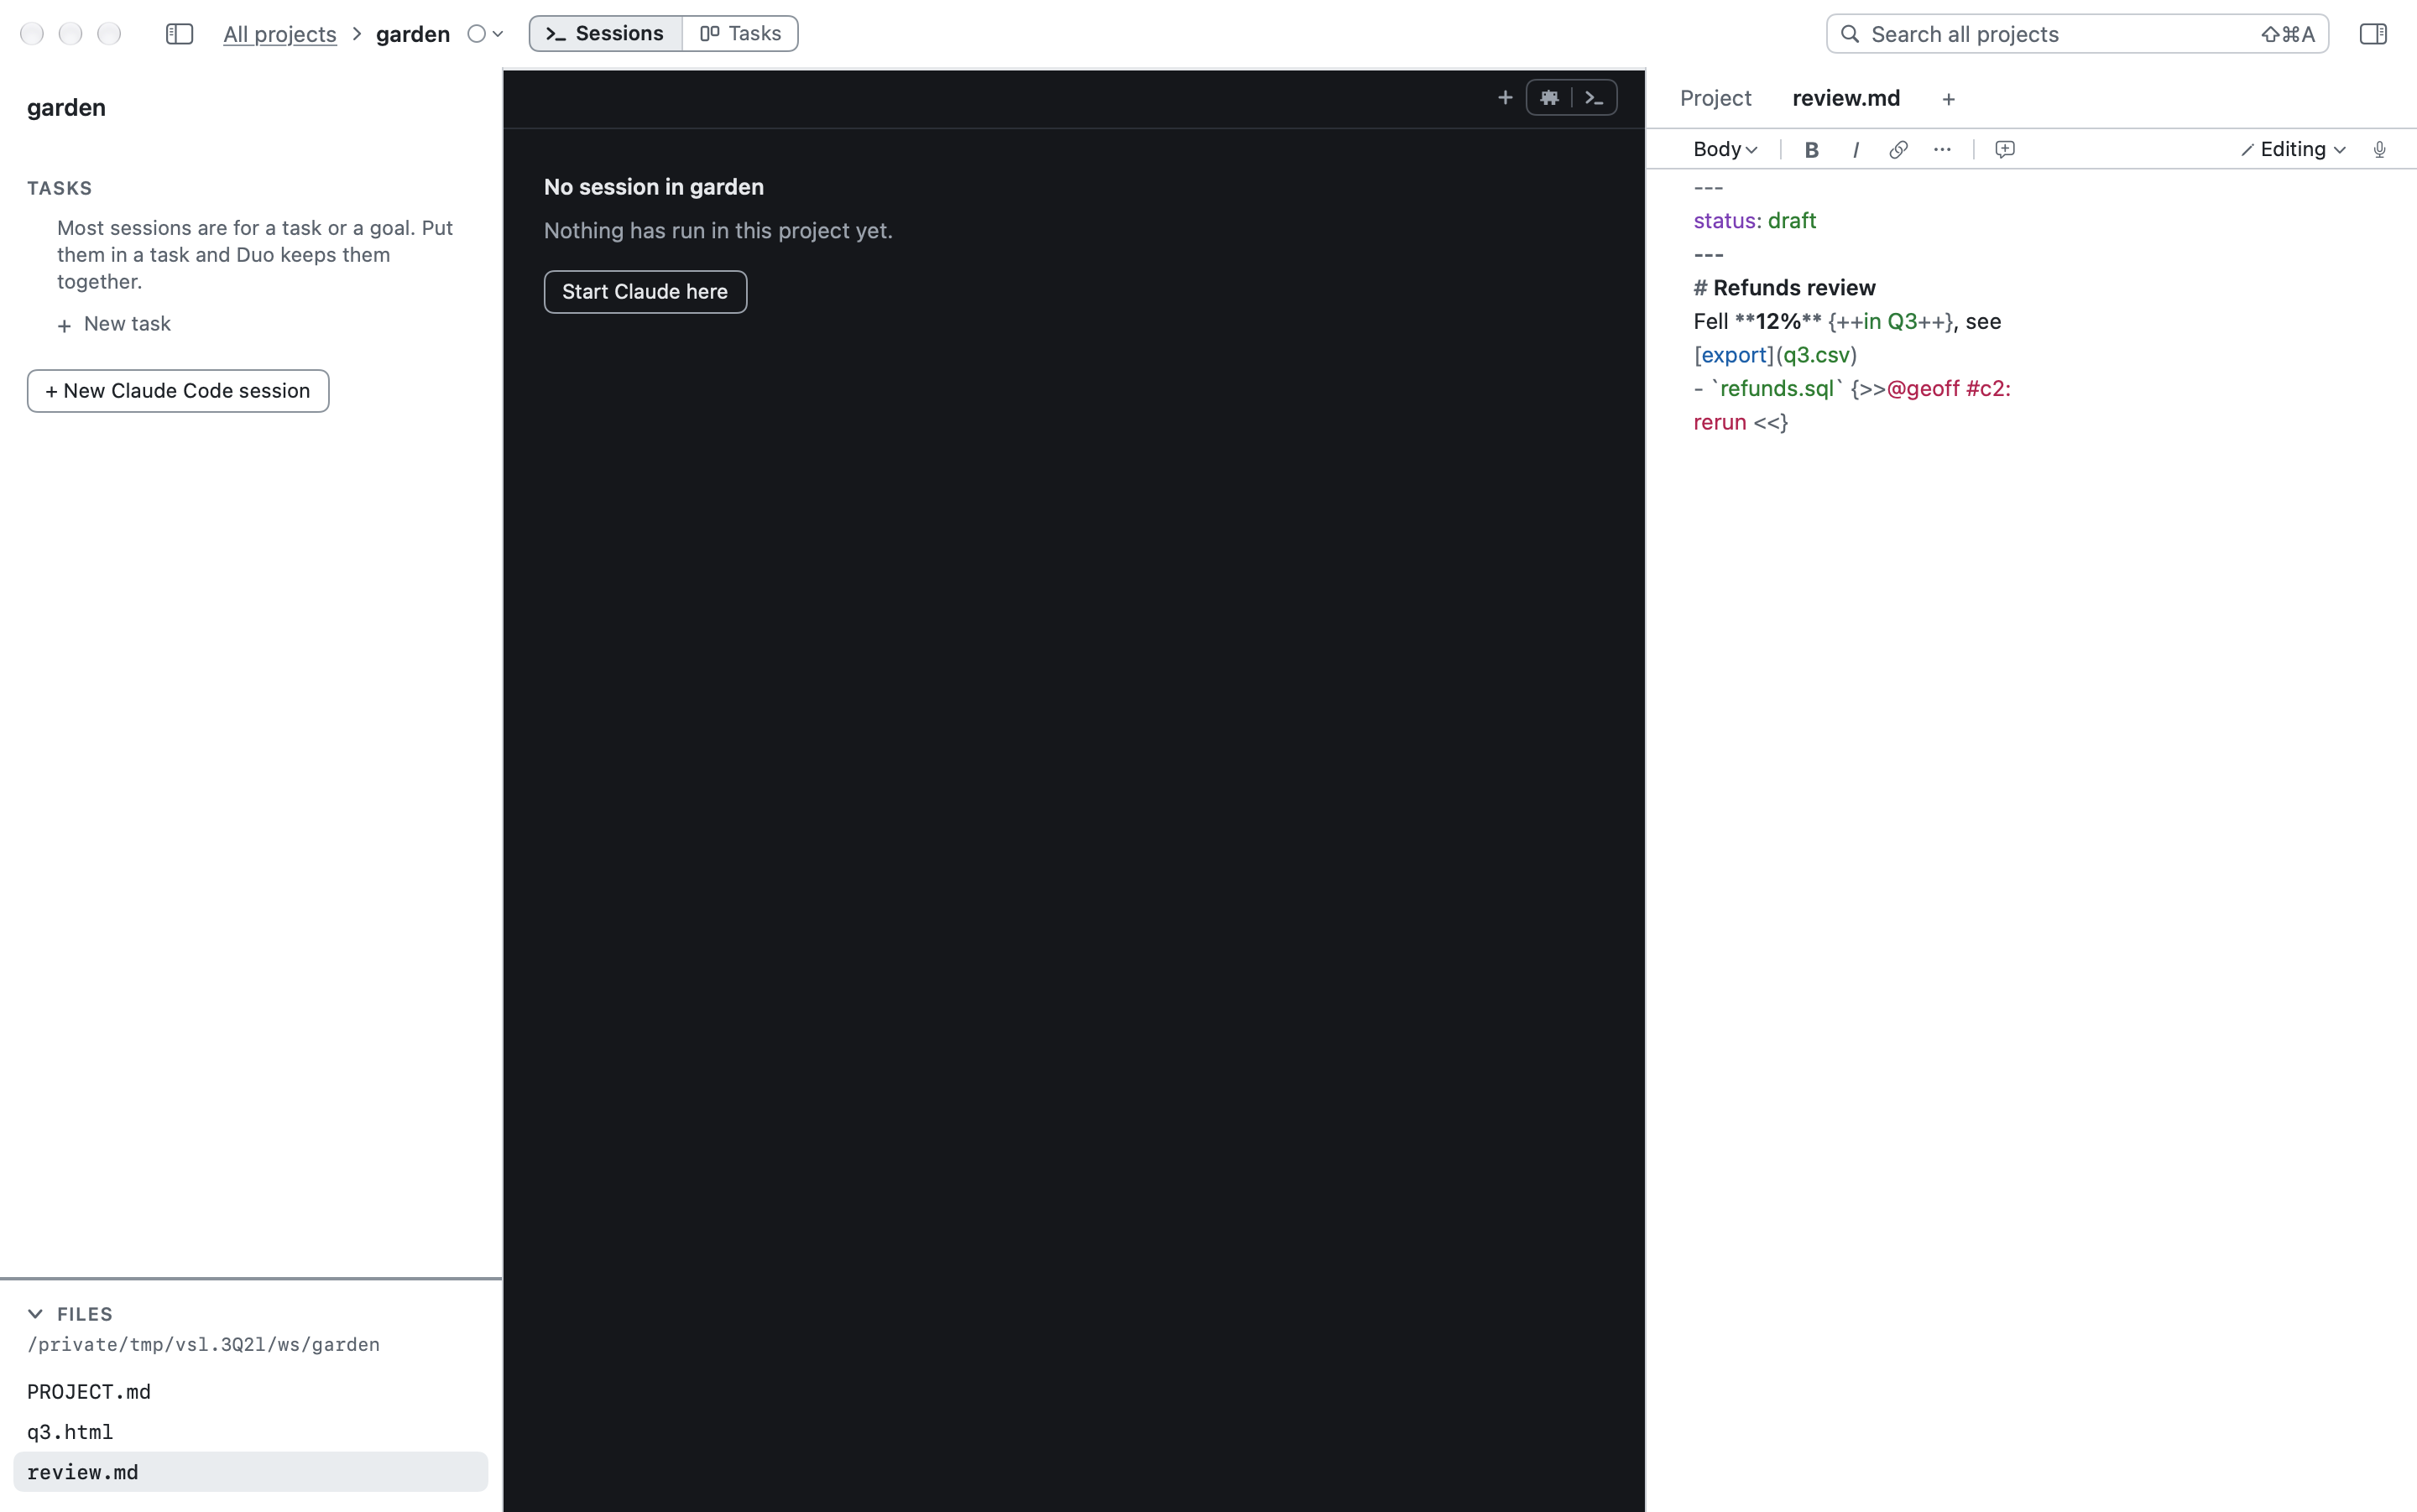 All projects > garden
Sessions
Tasks
Search all projects ⇧⌘A
garden
TASKS
Most sessions are for a task or a goal. Put
them in a task and Duo keeps them
together.
+ New task
+ New Claude Code session
FILES
/private/tmp/vsl.3Q2l/ws/garden
PROJECT.md
q3.html
review.md
No session in garden
Nothing has run in this project yet.
Start Claude here
Project
review.md
+
Body
B
I
Editing
---
status: draft
---
# Refunds review
Fell **12%** {++in Q3++}, see
[export](q3.csv)
- `refunds.sql` {>>@geoff #c2:
rerun <<}